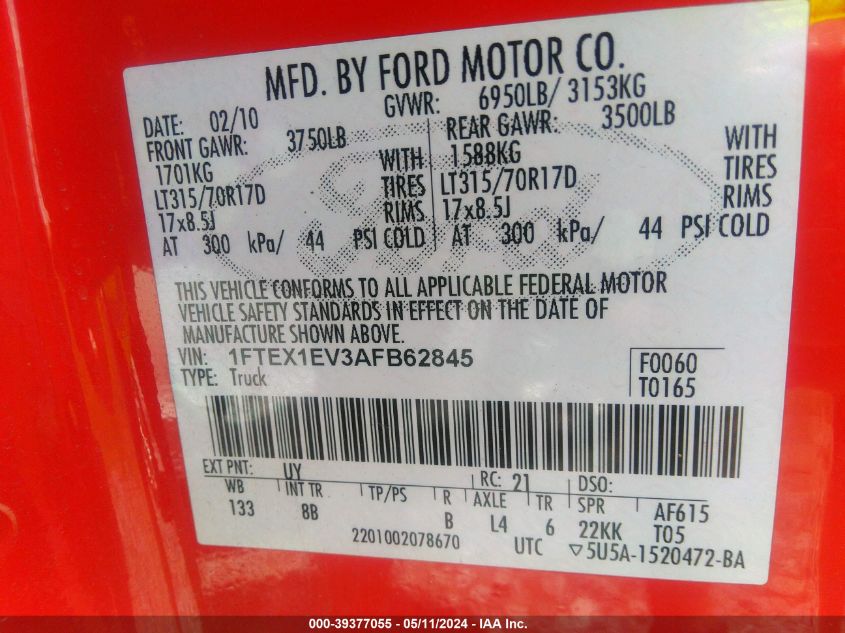 MFD. BY FORD MOTOR CO.
DATE: 02/10 GVWR: 6950LB/ 3153KG
FRONT GAWR: 3750LB REAR GAWR: 3500LB
1701KG WITH 1588KG WITH
LT315/70R17D TIRES LT315/70R17D TIRES
17x8.5J RIMS 17x8.5J RIMS
AT 300 kPa/ 44 PSI COLD AT 300 kPa/ 44 PSI COLD
Ford
THIS VEHICLE CONFORMS TO ALL APPLICABLE FEDERAL MOTOR
VEHICLE SAFETY STANDARDS IN EFFECT ON THE DATE OF
MANUFACTURE SHOWN ABOVE.
VIN: 1FTEX1EV3AFB62845 F0060
TYPE: Truck T0165
EXT PNT: UY RC: 21 DSO:
WB INT TR TP/PS R AXLE TR SPR AF615
133 8B B L4 6 22KK T05
2201002078670 UTC ▽5U5A-1520472-BA
000-39377055 - 05/11/2024 - IAA Inc.